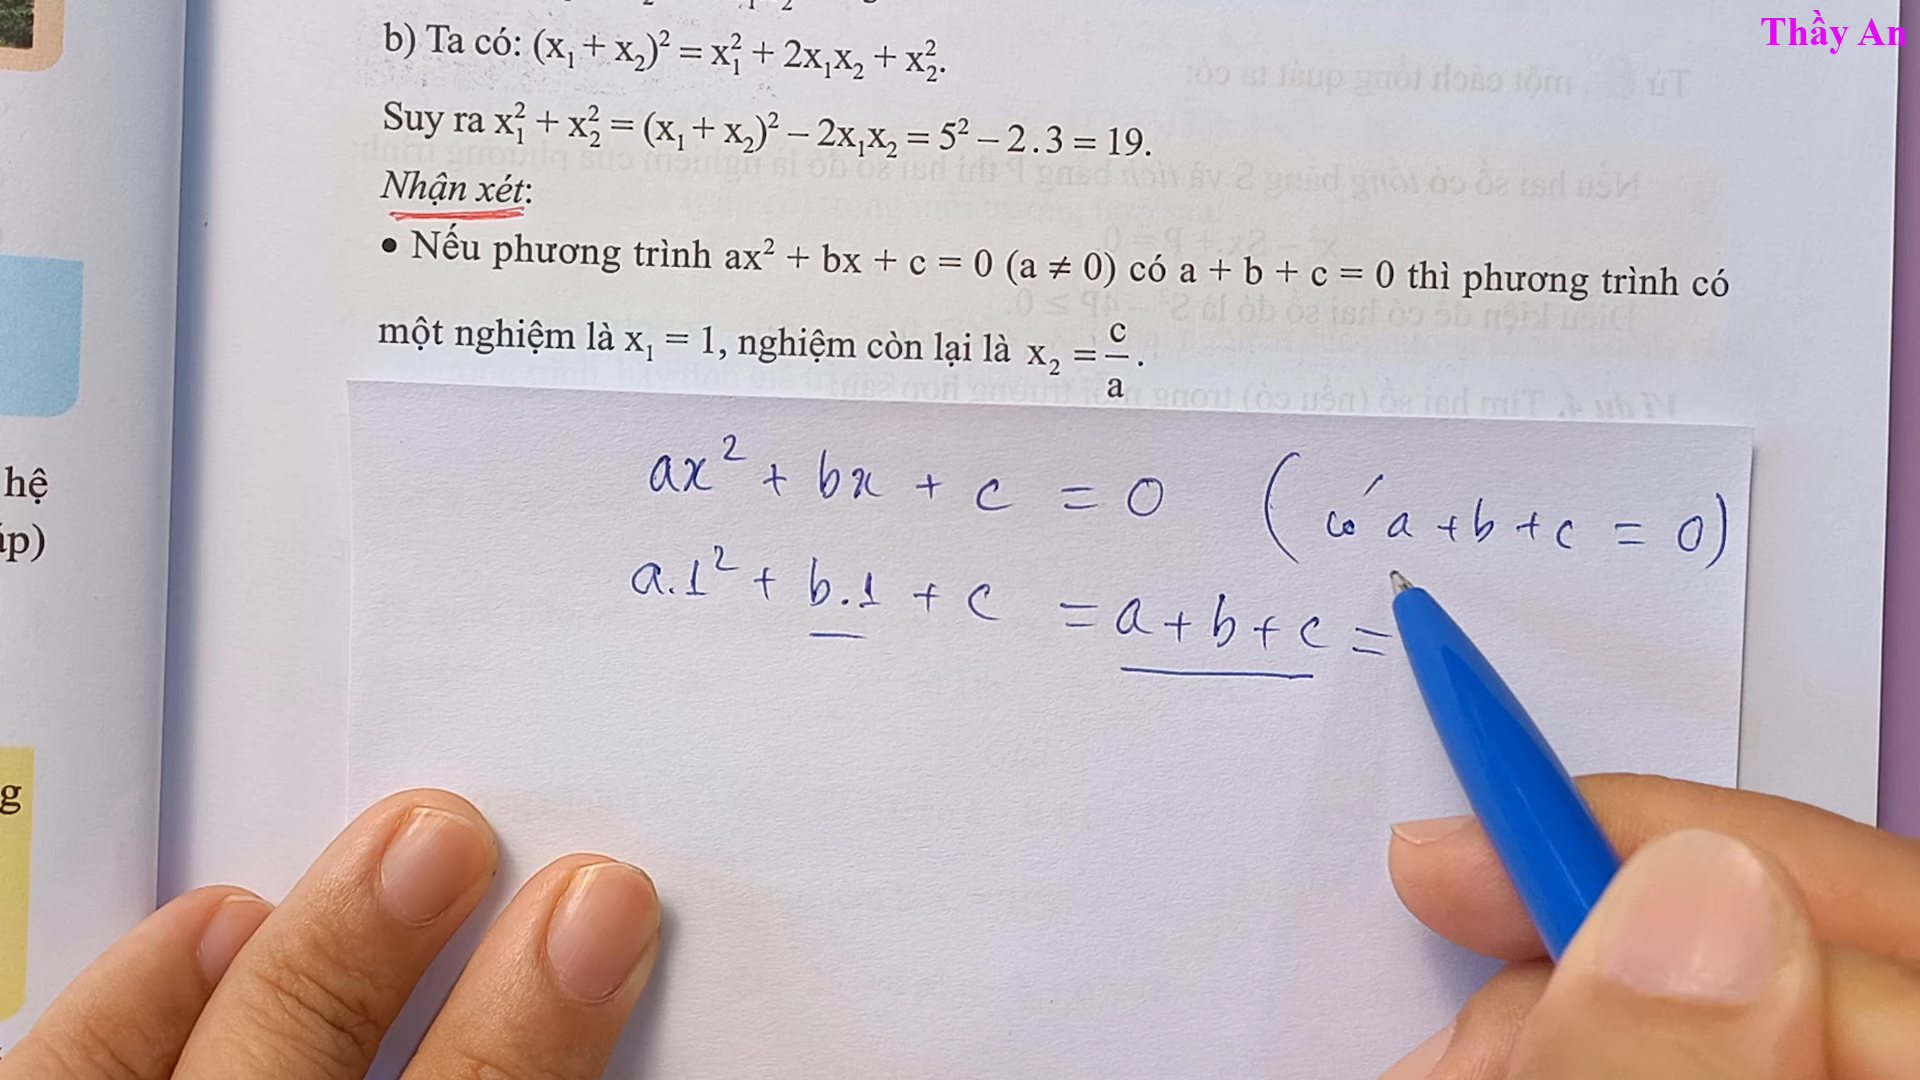 Thầy An
b) Ta có: (x₁ + x₂)² = x₁² + 2x₁x₂ + x₂².
Suy ra x₁² + x₂² = (x₁ + x₂)² – 2x₁x₂ = 5² – 2.3 = 19.
Nhận xét:
• Nếu phương trình ax² + bx + c = 0 (a ≠ 0) có a + b + c = 0 thì phương trình có
một nghiệm là x₁ = 1, nghiệm còn lại là x₂ = c/a.
ax² + bx + c = 0 (có a + b + c = 0)
a.1² + b.1 + c = a + b + c =
hệ
áp)
g